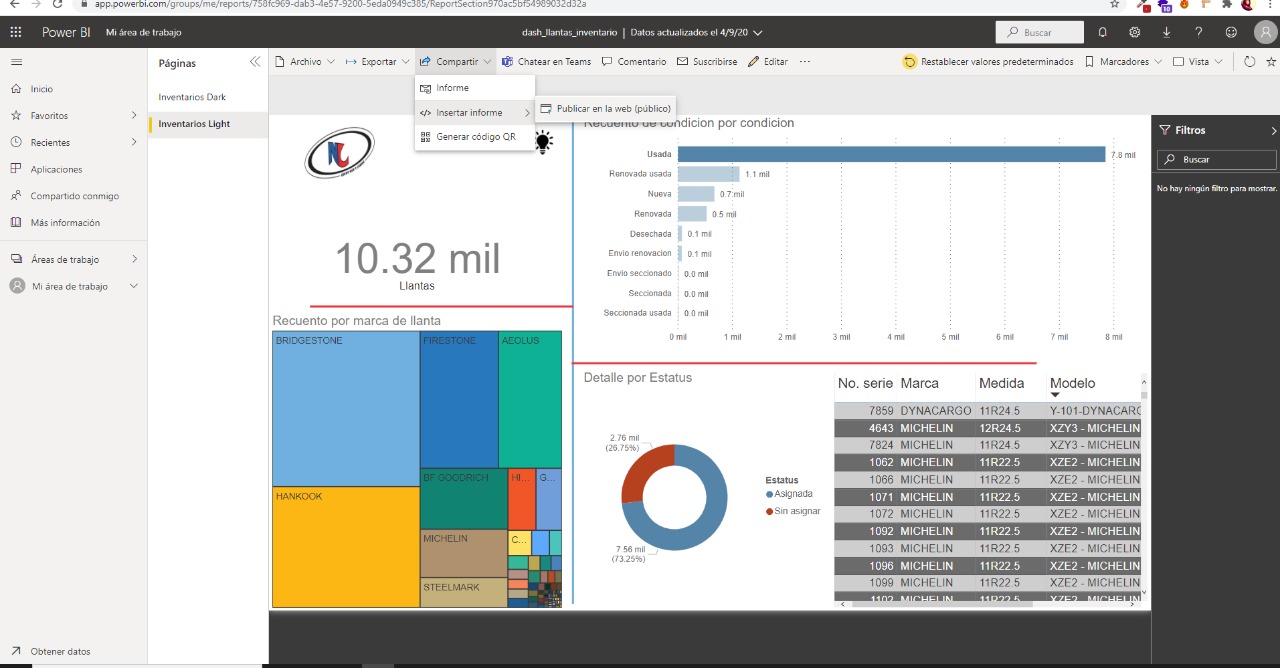 app.powerbi.com/groups/me/reports/758fc969-dab3-4e57-9200-5eda0949c385/ReportSection970ac5bf54989032d32a
Power BI Mi área de trabajo
dash_llantas_inventario | Datos actualizados el 4/9/20
Buscar
Páginas
Inventarios Dark
Inventarios Light
Archivo
Exportar
Compartir
Chatear en Teams
Comentario
Suscribirse
Editar
Restablecer valores predeterminados
Marcadores
Vista
Inicio
Favoritos
Recientes
Aplicaciones
Compartido conmigo
Más información
Áreas de trabajo
Mi área de trabajo
Obtener datos
Informe
Insertar informe
Generar código QR
Publicar en la web (público)
10.32 mil
Llantas
Recuento por marca de llanta
BRIDGESTONE
FIRESTONE
AEOLUS
HANKOOK
BF GOODRICH
HI...
G...
MICHELIN
C...
STEELMARK
Recuento de condicion por condicion
Usada 7.8 mil
Renovada usada 1.1 mil
Nueva 0.7 mil
Renovada 0.5 mil
Desechada 0.1 mil
Envio renovacion 0.1 mil
Envio seccionado 0.0 mil
Seccionada 0.0 mil
Seccionada usada 0.0 mil
0 mil 1 mil 2 mil 3 mil 4 mil 5 mil 6 mil 7 mil 8 mil
Detalle por Estatus
2.76 mil
(26.75%)
7.56 mil
(73.25%)
Estatus
Asignada
Sin asignar
No. serie Marca Medida Modelo
7859 DYNACARGO 11R24.5 Y-101-DYNACARG
4643 MICHELIN 12R24.5 XZY3 - MICHELIN
7824 MICHELIN 11R24.5 XZY3 - MICHELIN
1062 MICHELIN 11R22.5 XZE2 - MICHELIN
1066 MICHELIN 11R22.5 XZE2 - MICHELIN
1071 MICHELIN 11R22.5 XZE2 - MICHELIN
1072 MICHELIN 11R22.5 XZE2 - MICHELIN
1092 MICHELIN 11R22.5 XZE2 - MICHELIN
1093 MICHELIN 11R22.5 XZE2 - MICHELIN
1096 MICHELIN 11R22.5 XZE2 - MICHELIN
1099 MICHELIN 11R22.5 XZE2 - MICHELIN
1102 MICHELIN 11R22.5 XZE2 - MICHELIN
Filtros
Buscar
No hay ningún filtro para mostrar.